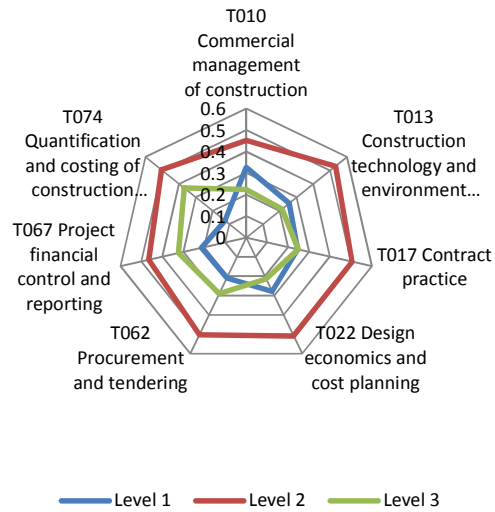 T010
Commercial
management
of construction
T013
Construction
technology and
environment...
T017 Contract
practice
T022 Design
economics and
cost planning
T062
Procurement
and tendering
T067 Project
financial
control and
reporting
T074
Quantification
and costing of
construction...
0.6
0.5
0.4
0.3
0.2
0.1
0
Level 1
Level 2
Level 3